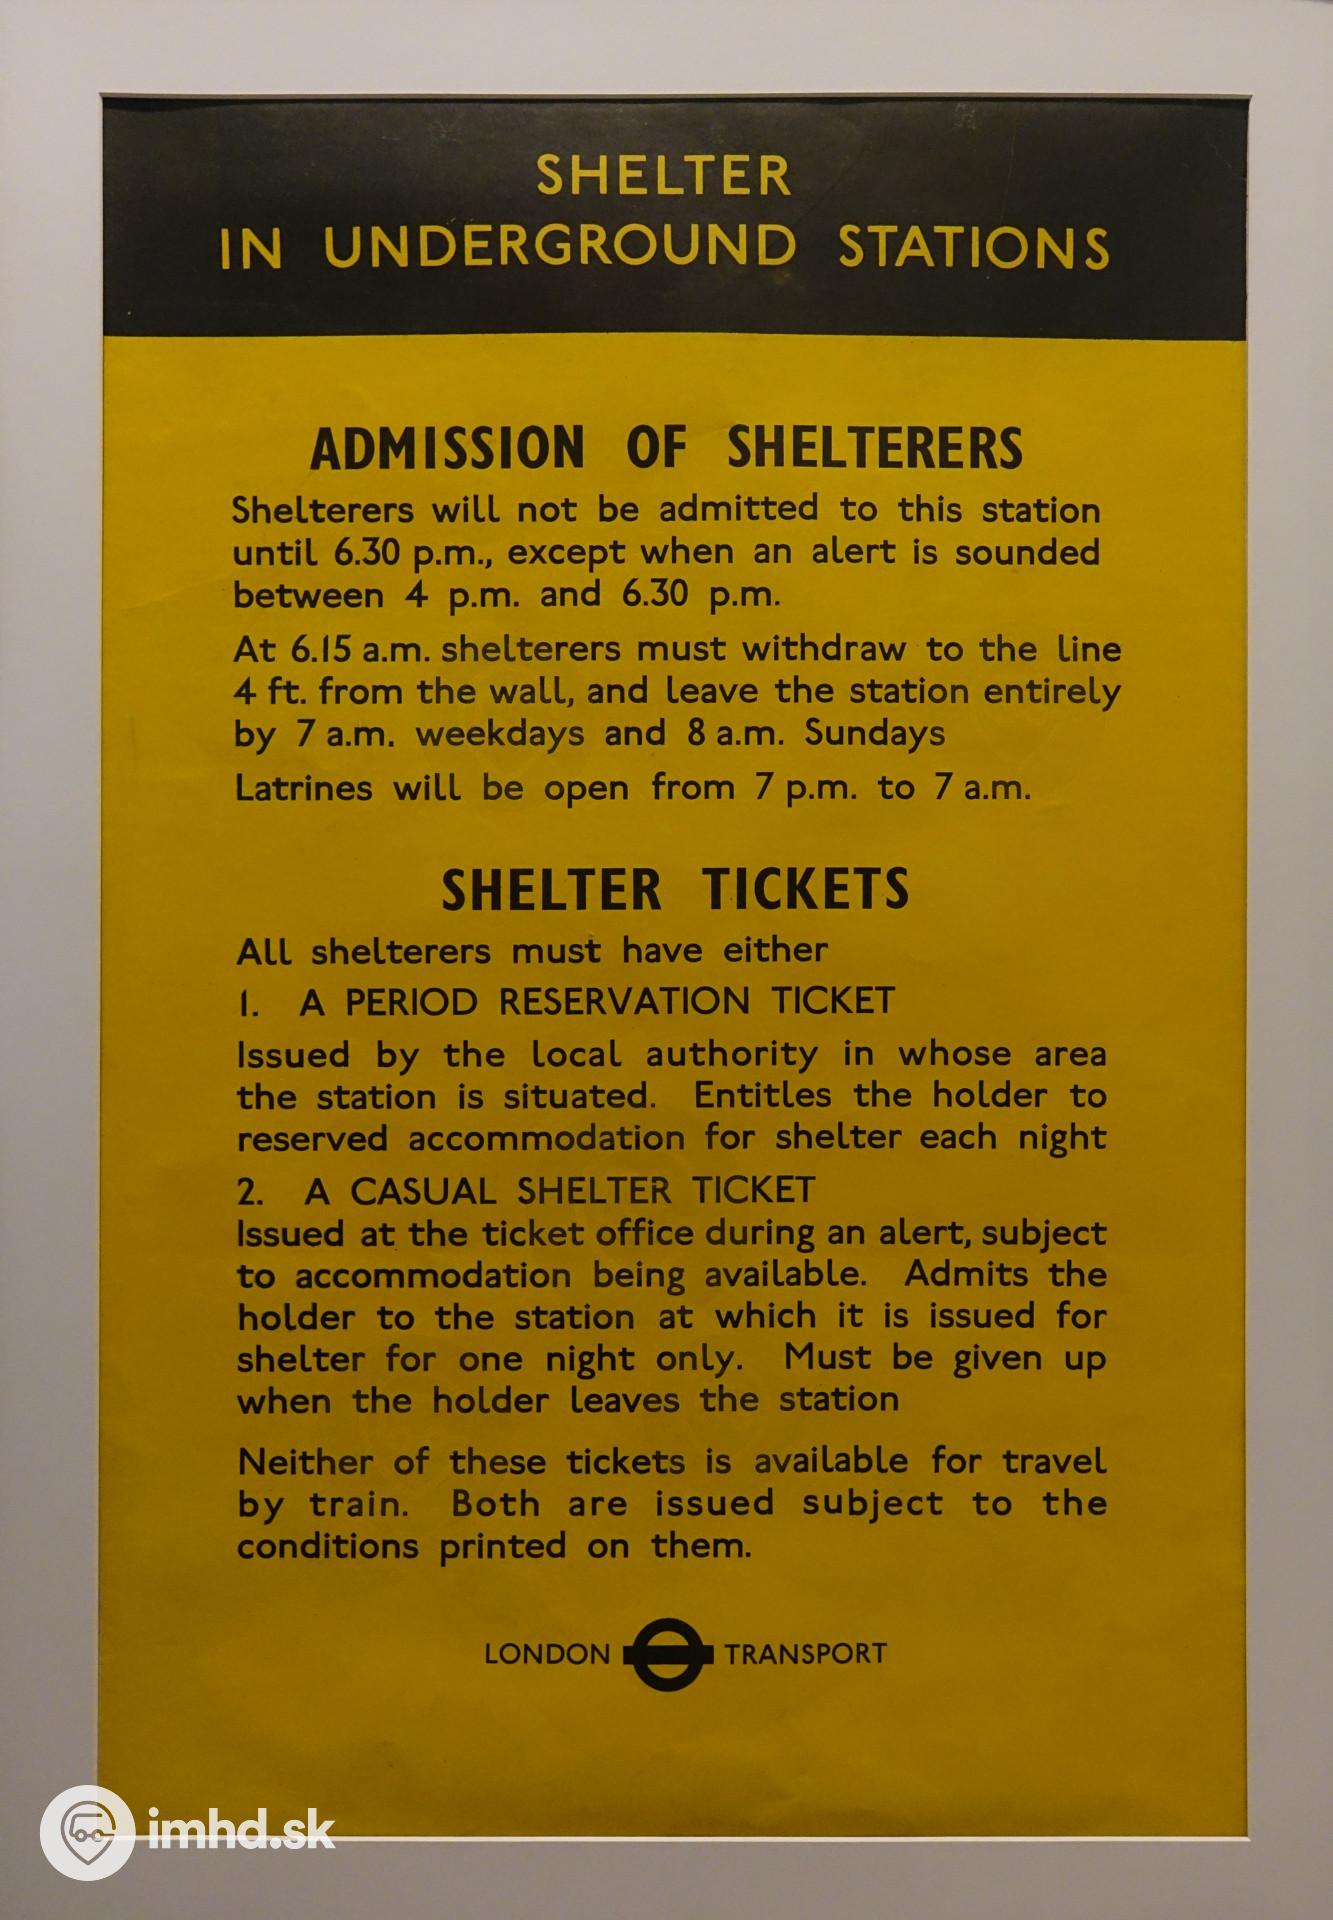 SHELTER
IN UNDERGROUND STATIONS
ADMISSION OF SHELTERERS
Shelterers will not be admitted to this station
until 6.30 p.m., except when an alert is sounded
between 4 p.m. and 6.30 p.m.
At 6.15 a.m. shelterers must withdraw to the line
4 ft. from the wall, and leave the station entirely
by 7 a.m. weekdays and 8 a.m. Sundays
Latrines will be open from 7 p.m. to 7 a.m.
SHELTER TICKETS
All shelterers must have either
1. A PERIOD RESERVATION TICKET
Issued by the local authority in whose area
the station is situated. Entitles the holder to
reserved accommodation for shelter each night
2. A CASUAL SHELTER TICKET
Issued at the ticket office during an alert, subject
to accommodation being available. Admits the
holder to the station at which it is issued for
shelter for one night only. Must be given up
when the holder leaves the station
Neither of these tickets is available for travel
by train. Both are issued subject to the
conditions printed on them.
LONDON TRANSPORT
imhd.sk